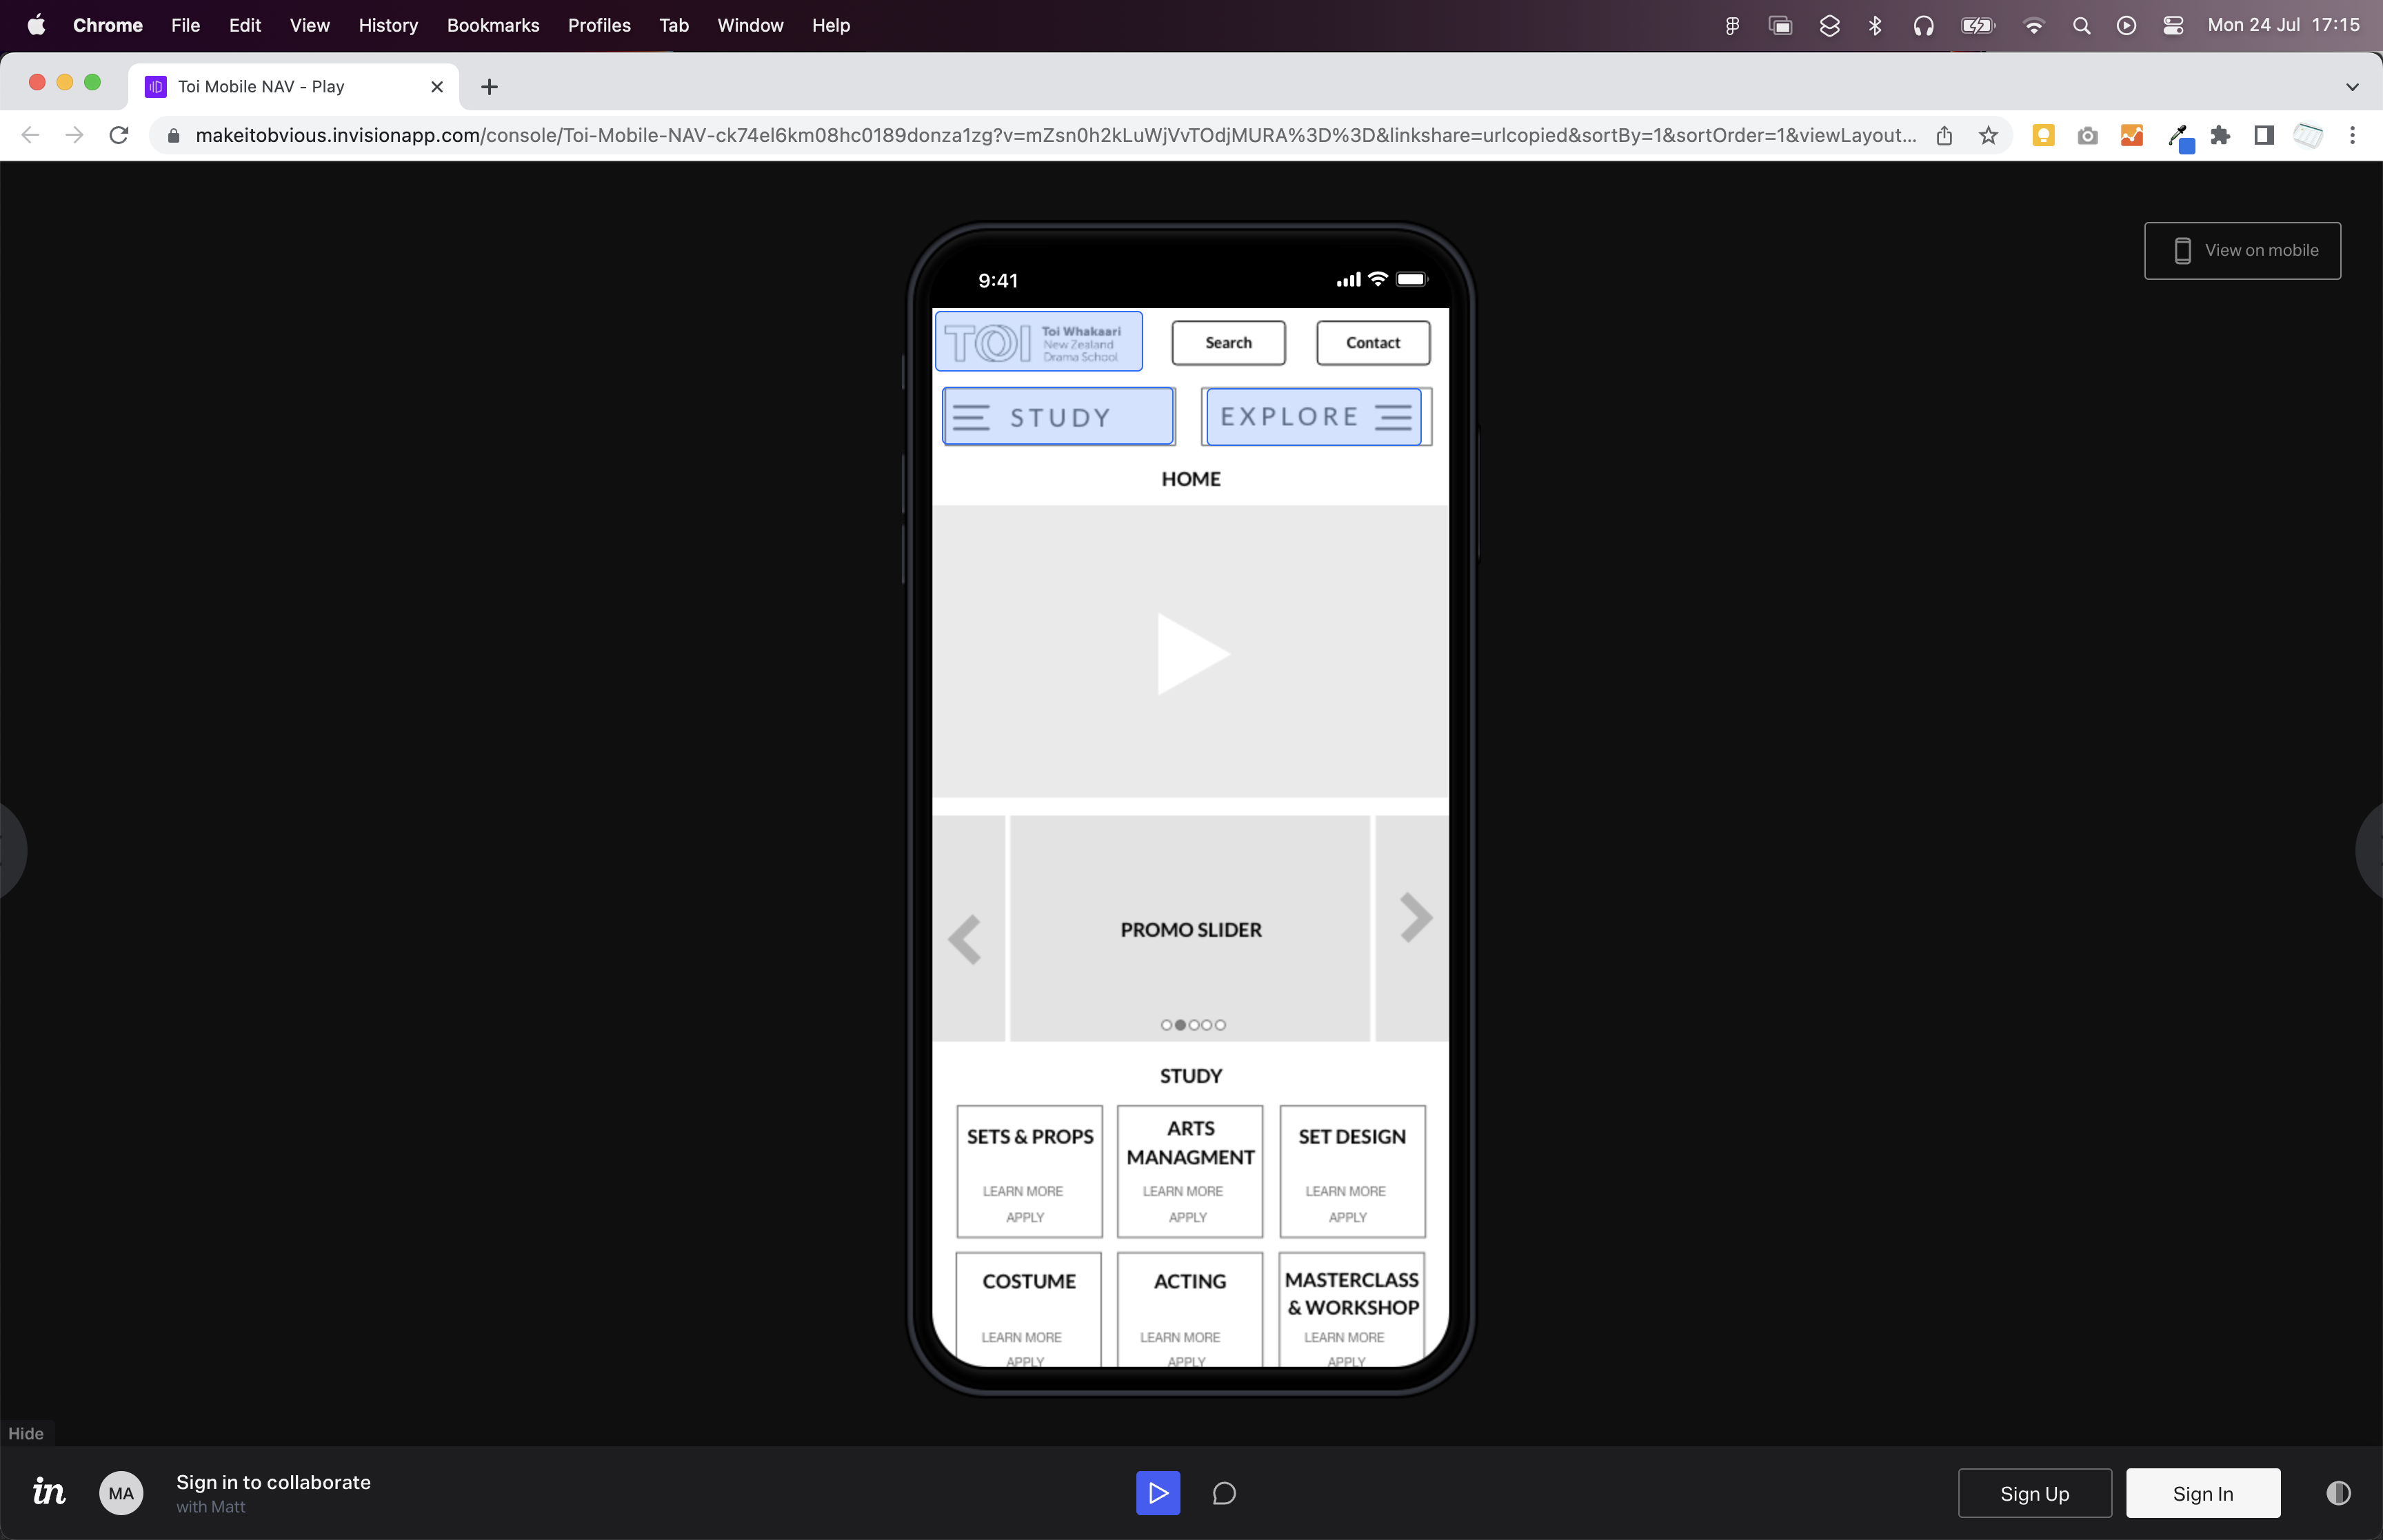 Chrome File Edit View History Bookmarks Profiles Tab Window Help Mon 24 Jul 17:15
Toi Mobile NAV - Play
makeitobvious.invisionapp.com/console/Toi-Mobile-NAV-ck74el6km08hc0189donza1zg?v=mZsn0h2kLuWjVvTOdjMURA%3D%3D&linkshare=urlcopied&sortBy=1&sortOrder=1&viewLayout...
View on mobile
9:41
TOI Toi Whakaari
New Zealand
Drama School
Search Contact
STUDY EXPLORE
HOME
PROMO SLIDER
STUDY
SETS & PROPS ARTS SET DESIGN
MANAGMENT
LEARN MORE LEARN MORE LEARN MORE
APPLY APPLY APPLY
COSTUME ACTING MASTERCLASS
& WORKSHOP
LEARN MORE LEARN MORE LEARN MORE
APPLY APPLY APPLY
Hide
in MA Sign in to collaborate
with Matt
Sign Up Sign In